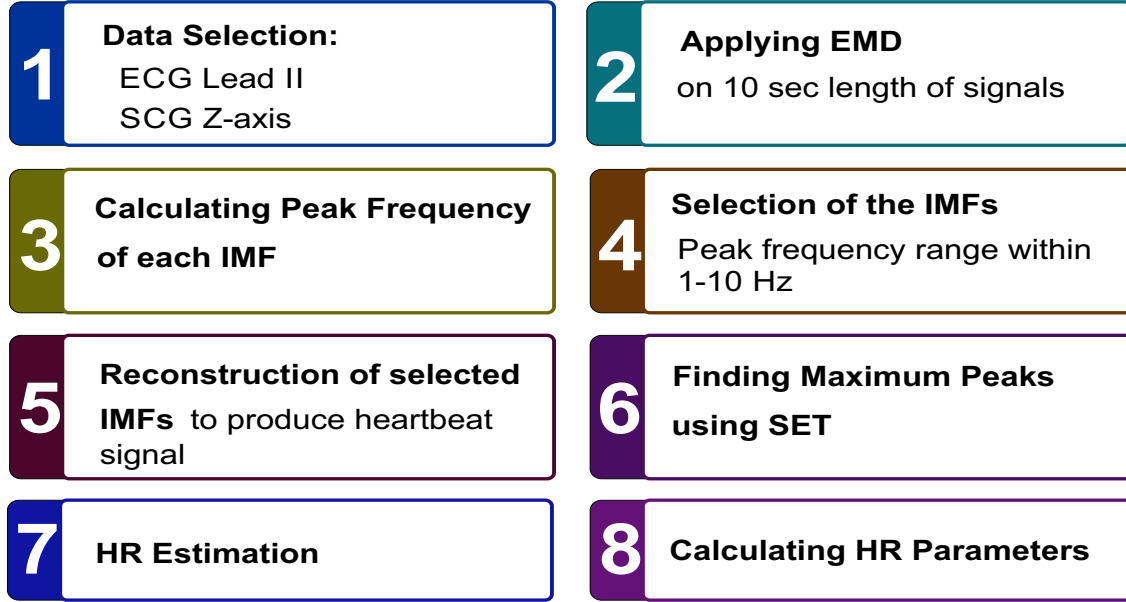 1
Data Selection:
ECG Lead II
SCG Z-axis
2
Applying EMD
on 10 sec length of signals
3
Calculating Peak Frequency
of each IMF
4
Selection of the IMFs
Peak frequency range within
1-10 Hz
5
Reconstruction of selected
IMFs to produce heartbeat
signal
6
Finding Maximum Peaks
using SET
7
HR Estimation
8
Calculating HR Parameters